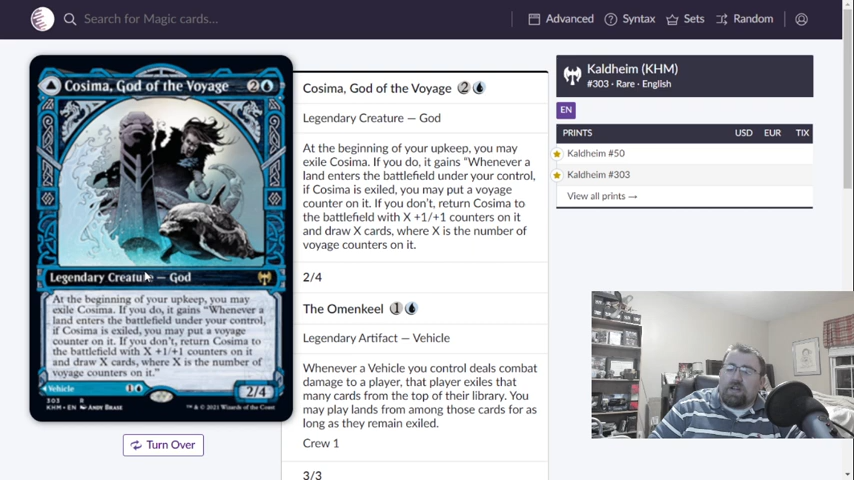 Search for Magic cards...
Advanced
Syntax
Sets
Random
Cosima, God of the Voyage 2
Legendary Creature — God
At the beginning of your upkeep, you may
exile Cosima. If you do, it gains "Whenever a
land enters the battlefield under your control,
if Cosima is exiled, you may put a voyage
counter on it. If you don't, return Cosima to
the battlefield with X +1/+1 counters on it
and draw X cards, where X is the number of
voyage counters on it."
Vehicle 1
2/4
303 R
KHM • EN ANDY BRASE
™ & © 2021 Wizards of the Coast
Turn Over
Cosima, God of the Voyage 2
Legendary Creature — God
At the beginning of your upkeep, you may
exile Cosima. If you do, it gains “Whenever a
land enters the battlefield under your control,
if Cosima is exiled, you may put a voyage
counter on it. If you don’t, return Cosima to
the battlefield with X +1/+1 counters on it
and draw X cards, where X is the number of
voyage counters on it.
2/4
The Omenkeel 1
Legendary Artifact — Vehicle
Whenever a Vehicle you control deals combat
damage to a player, that player exiles that
many cards from the top of their library. You
may play lands from among those cards for as
long as they remain exiled.
Crew 1
3/3
Kaldheim (KHM)
#303 · Rare · English
EN
PRINTS USD EUR TIX
Kaldheim #50
Kaldheim #303
View all prints →